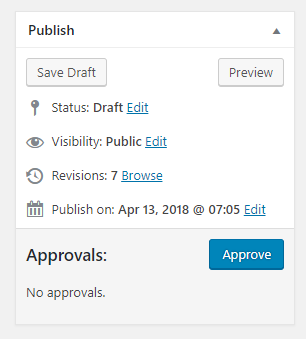 Publish
Save Draft Preview
Status: Draft Edit
Visibility: Public Edit
Revisions: 7 Browse
Publish on: Apr 13, 2018 @ 07:05 Edit
Approvals: Approve
No approvals.